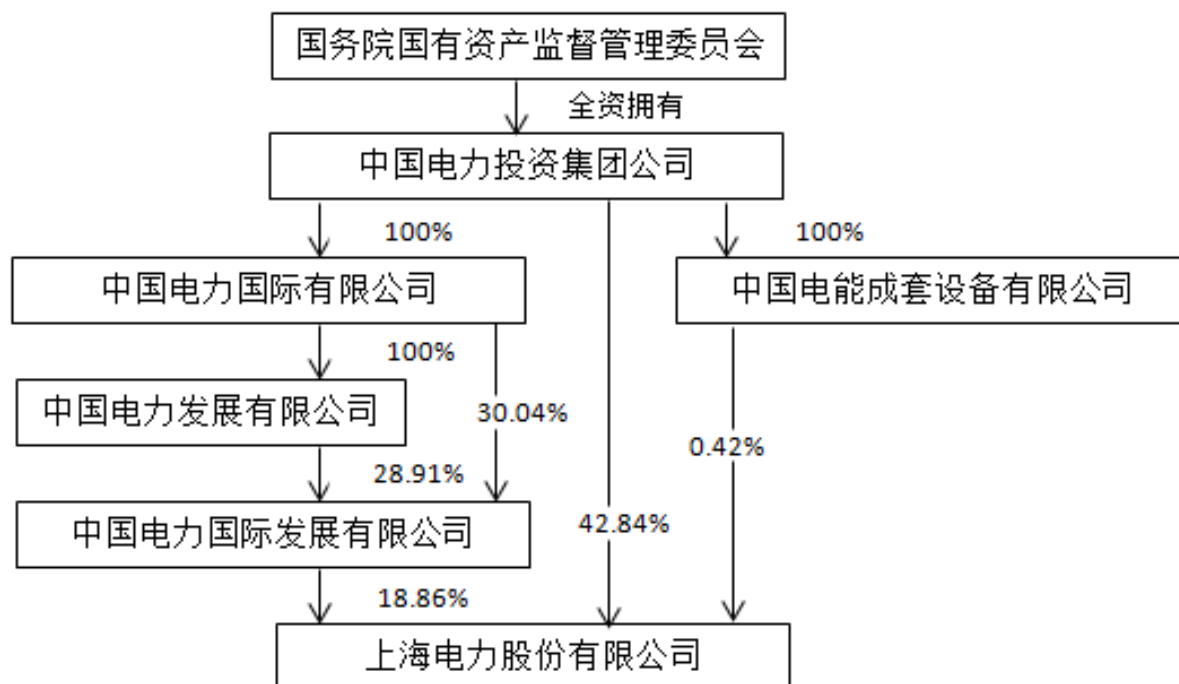 国务院国有资产监督管理委员会
全资拥有
中国电力投资集团公司
100%
100%
中国电力国际有限公司
中国电能成套设备有限公司
100%
中国电力发展有限公司
30.04%
0.42%
28.91%
中国电力国际发展有限公司
42.84%
18.86%
上海电力股份有限公司